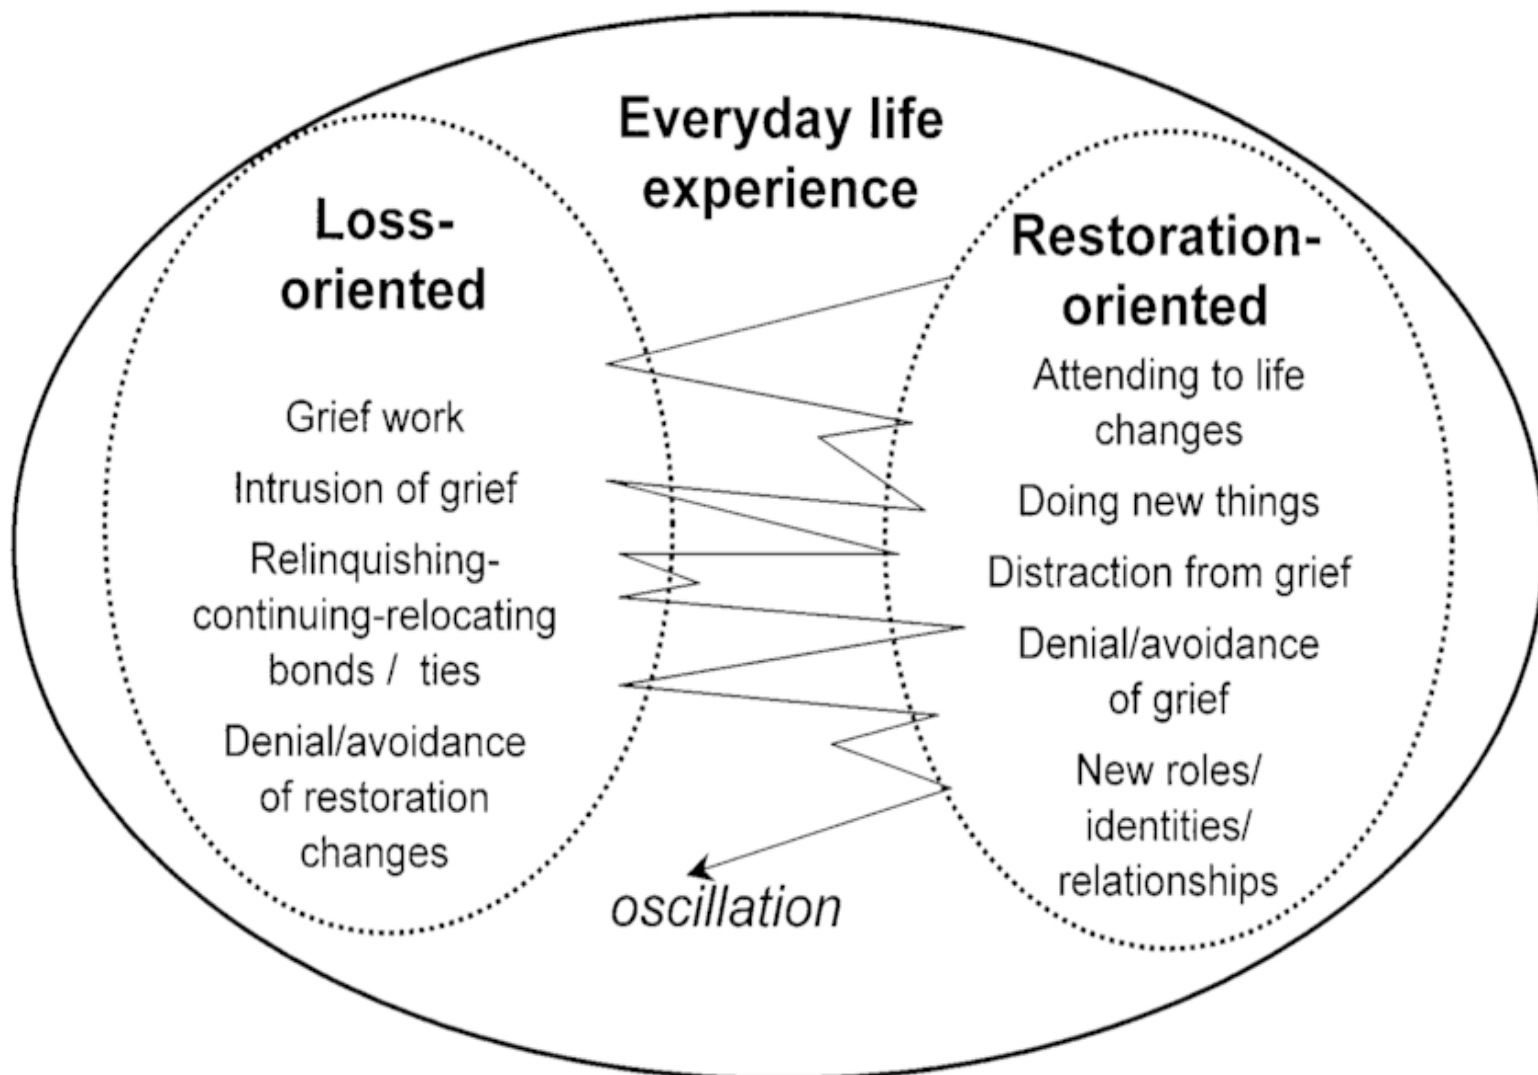 Everyday life
experience
Loss-
oriented
Grief work
Intrusion of grief
Relinquishing-
continuing-relocating
bonds / ties
Denial/avoidance
of restoration
changes
Restoration-
oriented
Attending to life
changes
Doing new things
Distraction from grief
Denial/avoidance
of grief
New roles/
identities/
relationships
oscillation